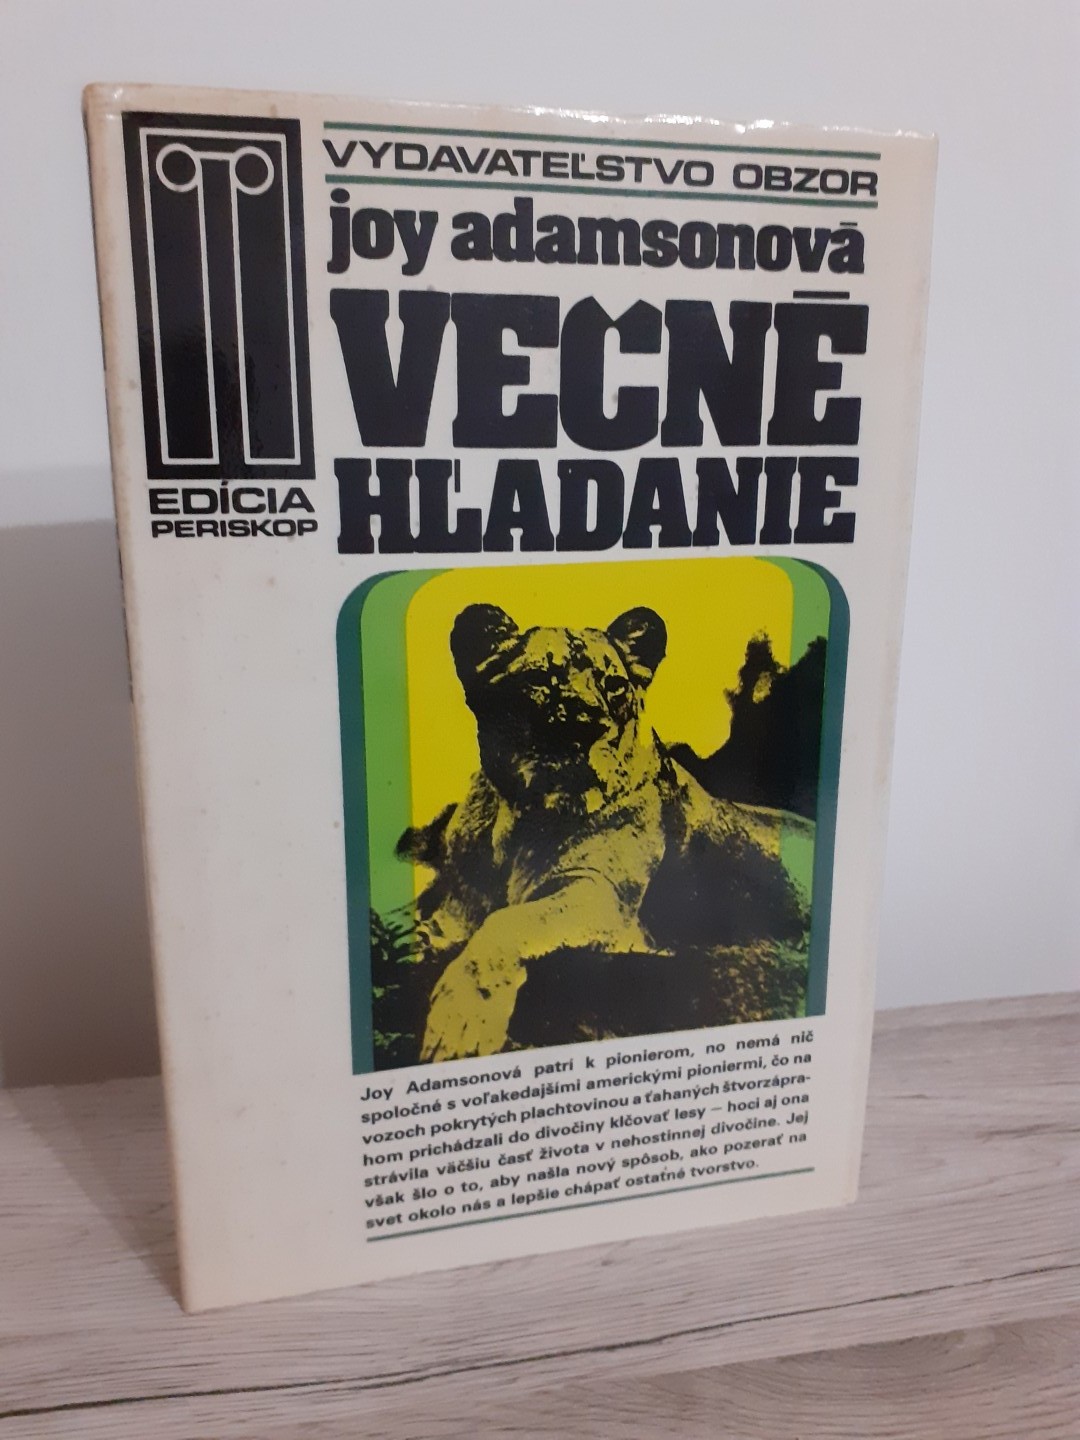 VYDAVATEĽSTVO OBZOR
joy adamsonová
VEČNÉ
HĽADANIE
EDÍCIA
PERISKOP
Joy Adamsonová patrí k pionierom, no nemá nič
spoločné s voľakedajšími americkými pioniermi, čo na
vozoch pokrytých plachtovinou a ťahaných štvorzápra-
hom prichádzali do divočiny klčovať lesy – hoci aj ona
strávila väčšiu časť života v nehostinnej divočine. Jej
však šlo o to, aby našla nový spôsob, ako pozerať na
svet okolo nás a lepšie chápať ostatné tvorstvo.